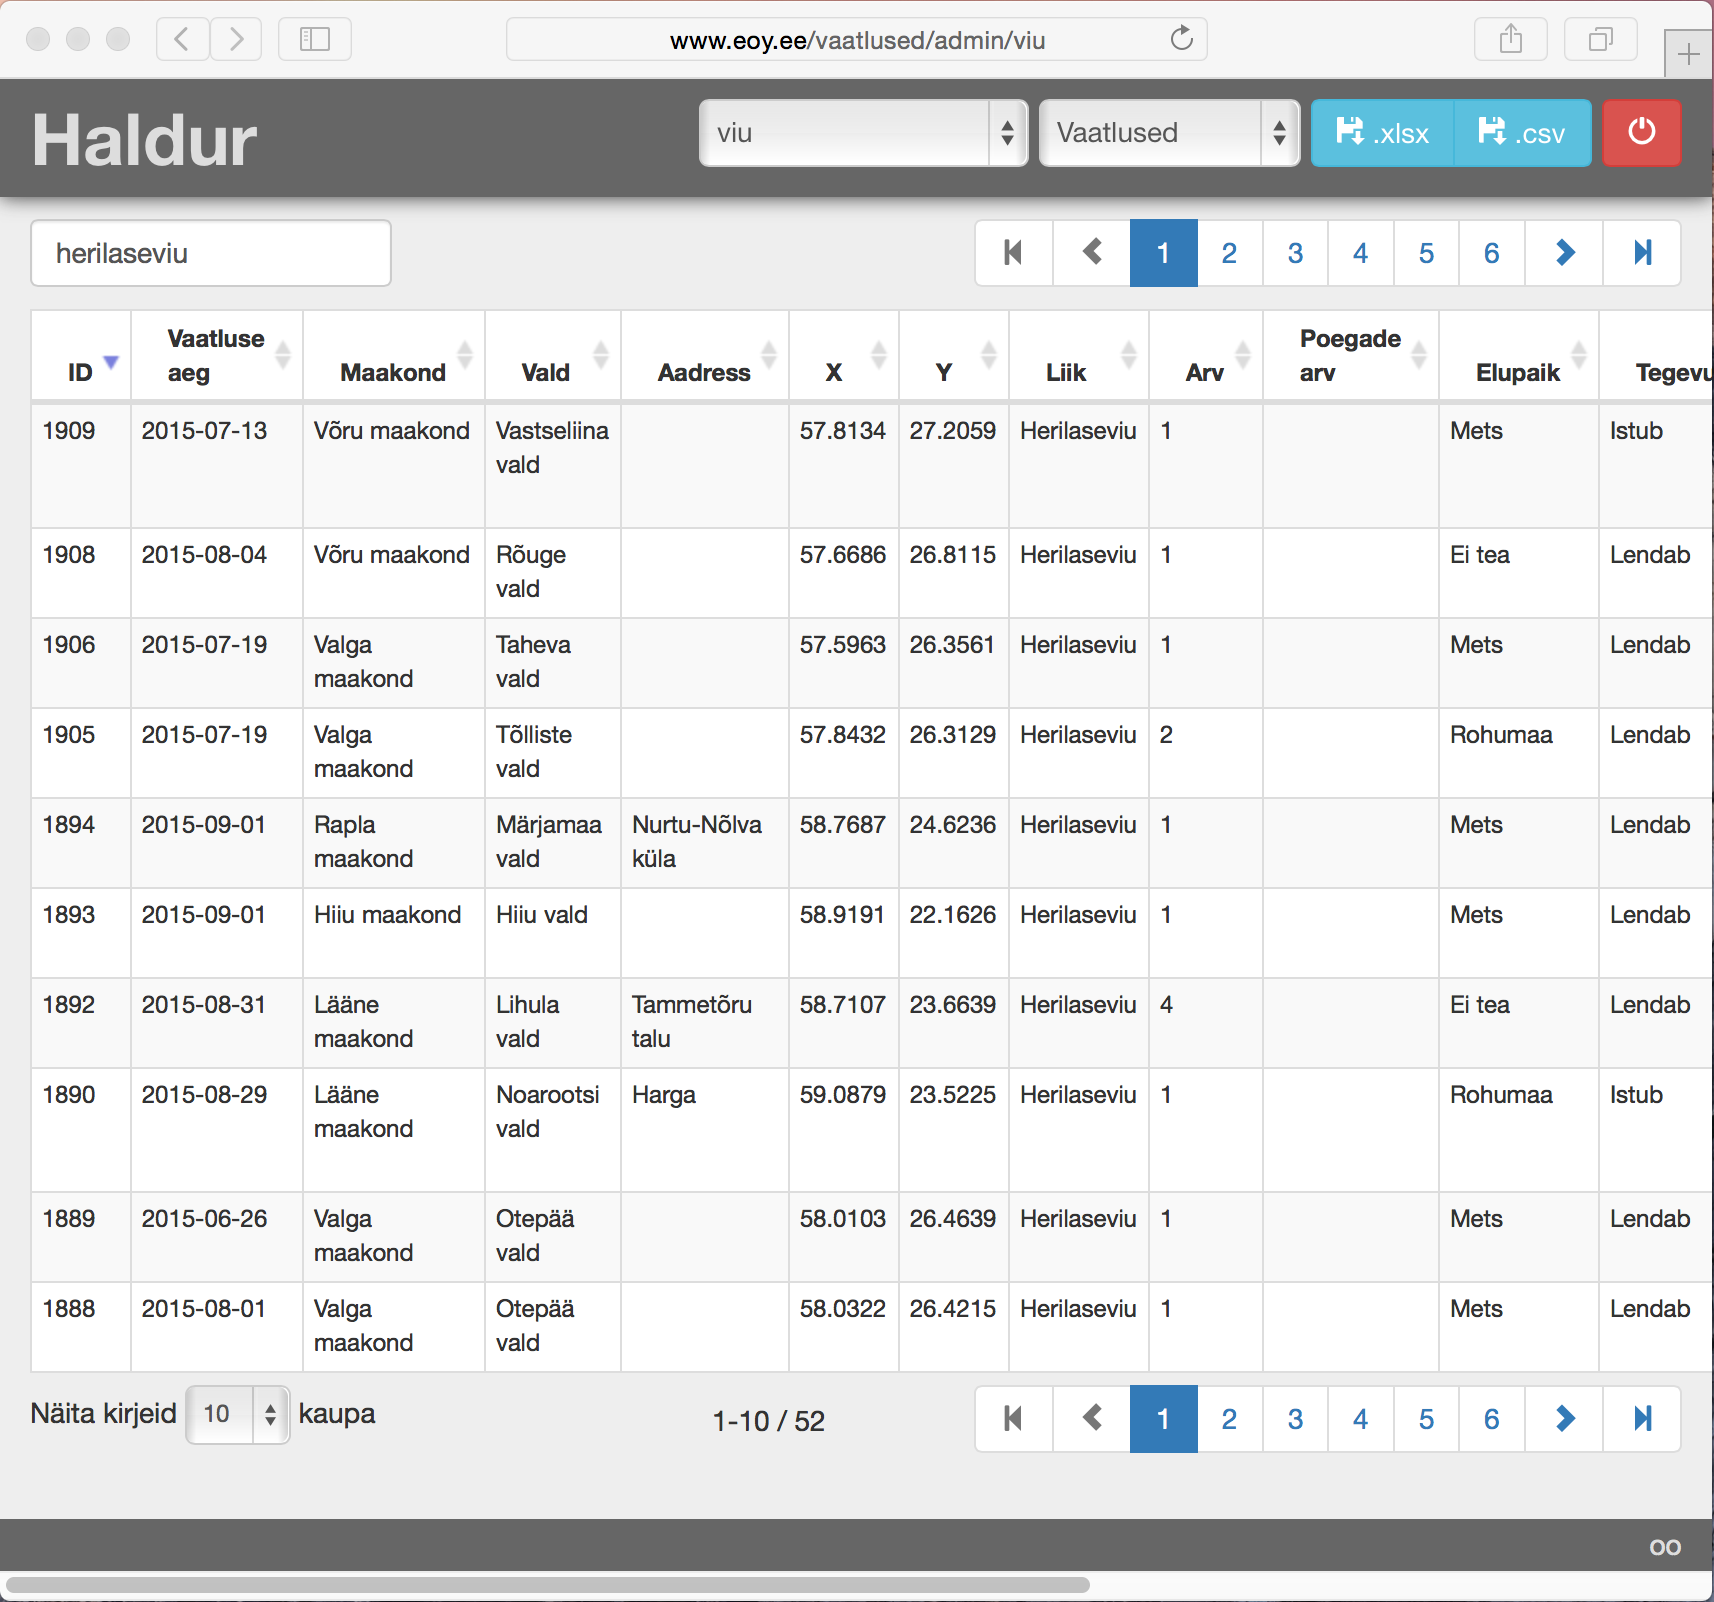 www.eoy.ee/vaatlused/admin/viu
Haldur
viu
Vaatlused
.xlsx
.csv
herilaseviu
1 2 3 4 5 6
ID Vaatluse aeg Maakond Vald Aadress X Y Liik Arv Poegade arv Elupaik Tegevu
1909 2015-07-13 Võru maakond Vastseliina vald 57.8134 27.2059 Herilaseviu 1 Mets Istub
1908 2015-08-04 Võru maakond Rõuge vald 57.6686 26.8115 Herilaseviu 1 Ei tea Lendab
1906 2015-07-19 Valga maakond Taheva vald 57.5963 26.3561 Herilaseviu 1 Mets Lendab
1905 2015-07-19 Valga maakond Tõlliste vald 57.8432 26.3129 Herilaseviu 2 Rohumaa Lendab
1894 2015-09-01 Rapla maakond Märjamaa vald Nurtu-Nõlva küla 58.7687 24.6236 Herilaseviu 1 Mets Lendab
1893 2015-09-01 Hiiu maakond Hiiu vald 58.9191 22.1626 Herilaseviu 1 Mets Lendab
1892 2015-08-31 Lääne maakond Lihula vald Tammetõru talu 58.7107 23.6639 Herilaseviu 4 Ei tea Lendab
1890 2015-08-29 Lääne maakond Noarootsi vald Harga 59.0879 23.5225 Herilaseviu 1 Rohumaa Istub
1889 2015-06-26 Valga maakond Otepää vald 58.0103 26.4639 Herilaseviu 1 Mets Lendab
1888 2015-08-01 Valga maakond Otepää vald 58.0322 26.4215 Herilaseviu 1 Mets Lendab
Näita kirjeid 10 kaupa
1-10 / 52
1 2 3 4 5 6
oo